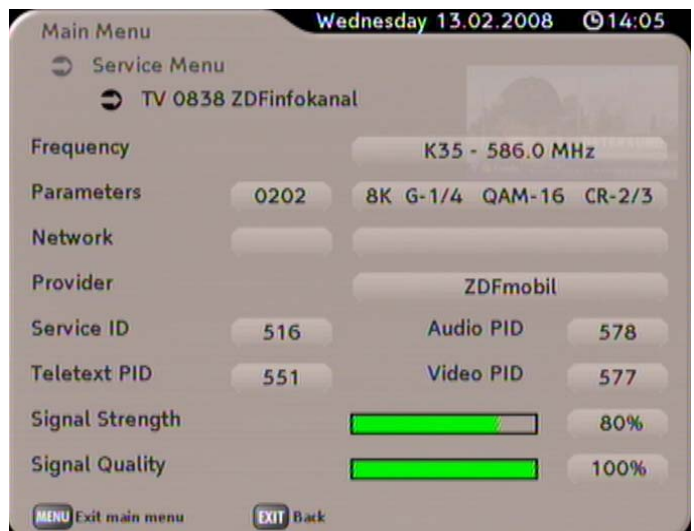 Main Menu
Wednesday 13.02.2008 14:05
Service Menu
TV 0838 ZDFinfokanal
Frequency K35 - 586.0 MHz
Parameters 0202 8K G-1/4 QAM-16 CR-2/3
Network
Provider ZDFmobil
Service ID 516 Audio PID 578
Teletext PID 551 Video PID 577
Signal Strength 80%
Signal Quality 100%
MENU Exit main menu EXIT Back